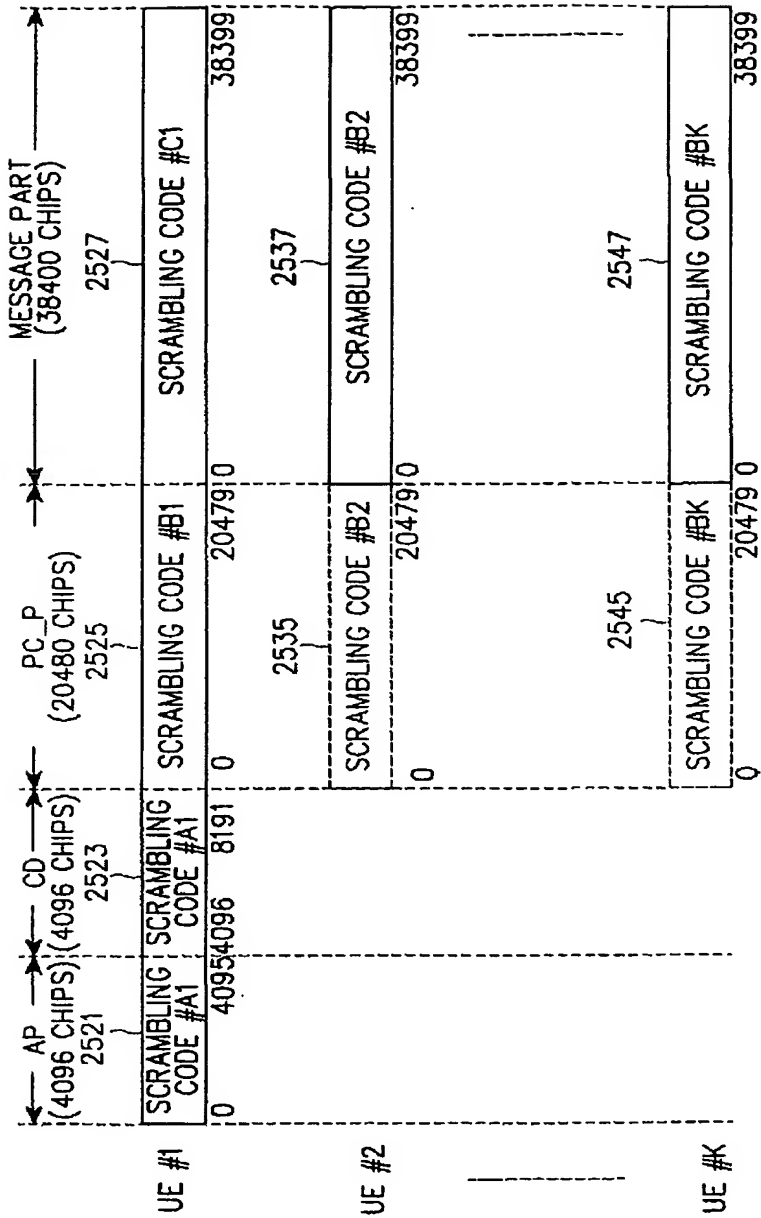 AP
(4096 CHIPS)
CD
(4096 CHIPS)
PC_P
(20480 CHIPS)
MESSAGE PART
(38400 CHIPS)
2521
2523
2525
2527
UE #1
SCRAMBLING
CODE #A1
SCRAMBLING
CODE #A1
SCRAMBLING CODE #B1
SCRAMBLING CODE #C1
0
4095
4096
8191
0
20479
0
38399
2535
2537
UE #2
SCRAMBLING CODE #B2
SCRAMBLING CODE #B2
0
20479
0
38399
2545
2547
UE #K
SCRAMBLING CODE #BK
SCRAMBLING CODE #BK
0
20479
0
38399